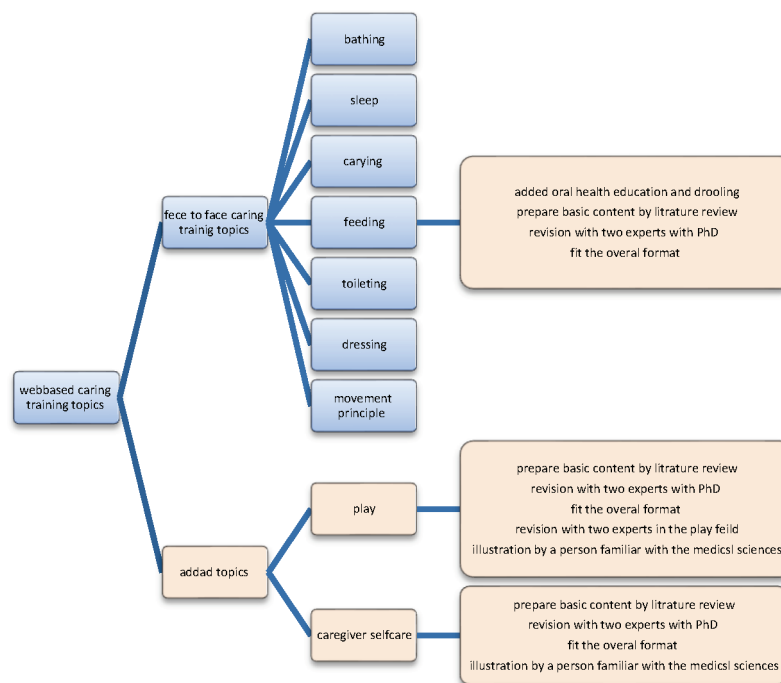 webbased caring
training topics
fece to face caring
trainig topics
bathing
sleep
carying
feeding
added oral health education and drooling
prepare basic content by litrature review
revision with two experts with PhD
fit the overal format
toileting
dressing
movement
principle
addad topics
play
prepare basic content by litrature review
revision with two experts with PhD
fit the overal format
revision with two experts in the play feild
illustration by a person familiar with the medicsl sciences
caregiver selfcare
prepare basic content by litrature review
revision with two experts with PhD
fit the overal format
illustration by a person familiar with the medicsl sciences